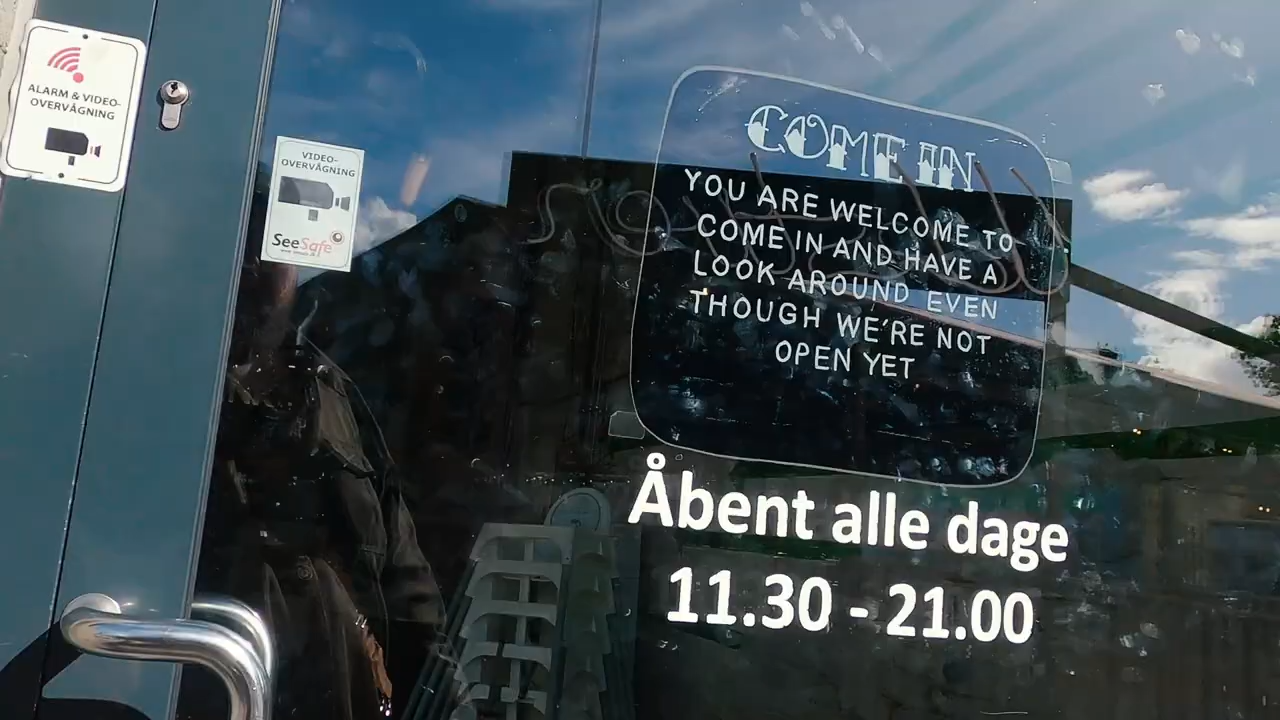 ALARM & VIDEO-
OVERVÅGNING
VIDEO-
OVERVÅGNING
SeeSafe
COME IN
YOU ARE WELCOME TO
COME IN AND HAVE A
LOOK AROUND EVEN
THOUGH WE'RE NOT
OPEN YET
Åbent alle dage
11.30 - 21.00